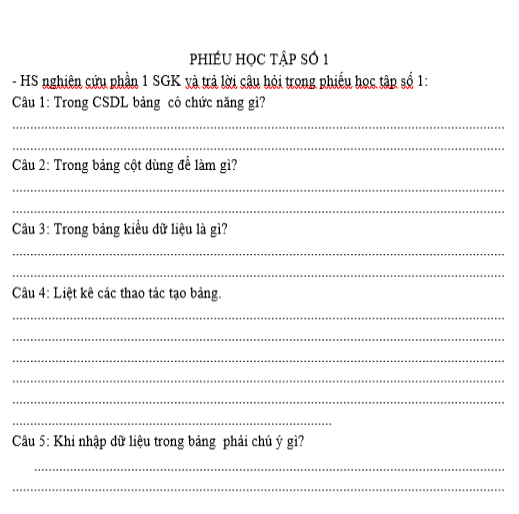 PHIẾU HỌC TẬP SỐ 1
- HS nghiên cứu phần 1 SGK và trả lời câu hỏi trong phiếu học tập số 1:
Câu 1: Trong CSDL bảng  có chức năng gì?
................................................................................
................................................................................
Câu 2: Trong bảng cột dùng để làm gì?
................................................................................
................................................................................
Câu 3: Trong bảng kiểu dữ liệu là gì?
................................................................................
................................................................................
Câu 4: Liệt kê các thao tác tạo bảng.
................................................................................
................................................................................
................................................................................
................................................................................
................................................................................
....................................................
Câu 5: Khi nhập dữ liệu trong bảng  phải chú ý gì?
................................................................................
................................................................................